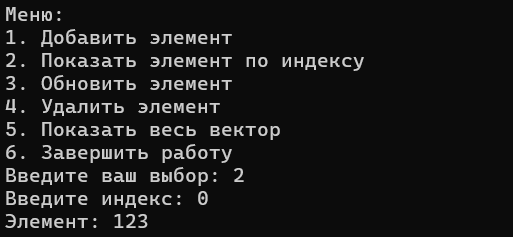 Меню:
1. Добавить элемент
2. Показать элемент по индексу
3. Обновить элемент
4. Удалить элемент
5. Показать весь вектор
6. Завершить работу
Введите ваш выбор: 2
Введите индекс: 0
Элемент: 123